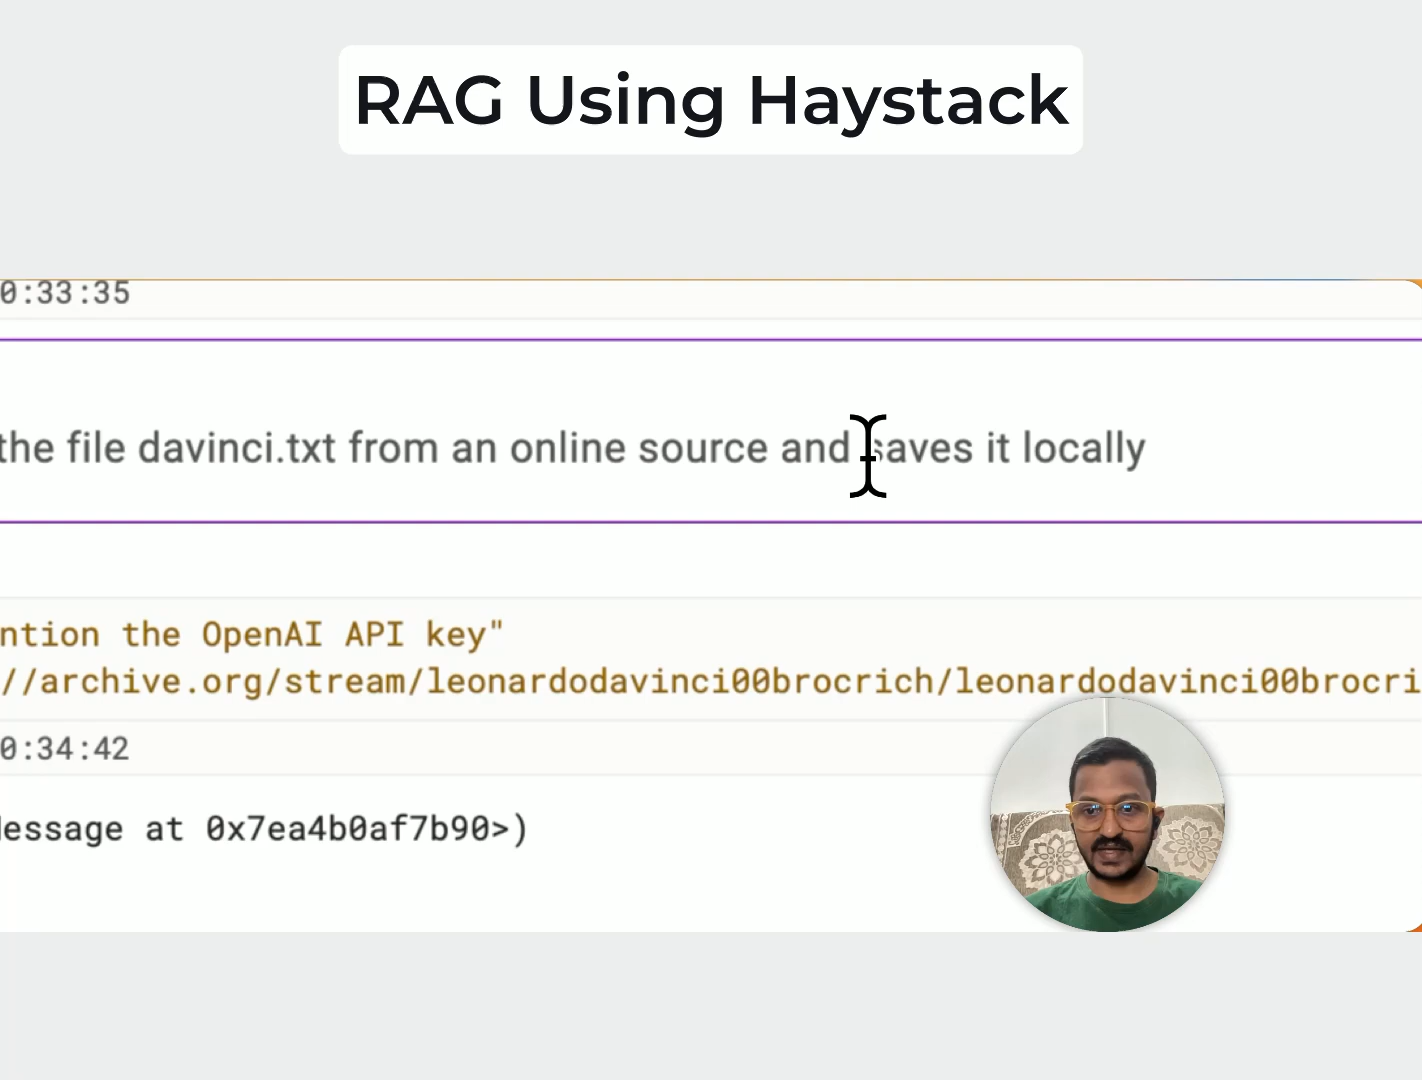 RAG Using Haystack
0:33:35
the file davinci.txt from an online source and saves it locally
ntion the OpenAI API key"
//archive.org/stream/leonardodavinci00brocrich/leonardodavinci00brocri
0:34:42
lessage at 0x7ea4b0af7b90>)